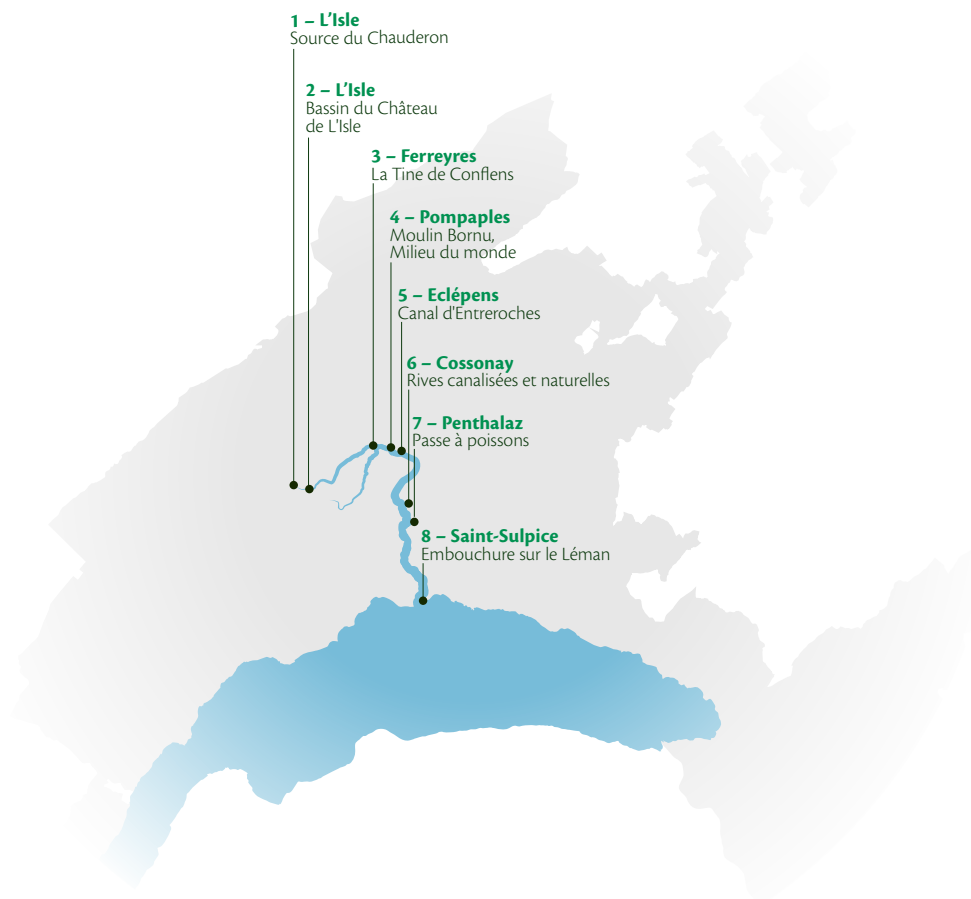 1 – L'Isle
Source du Chauderon
2 – L'Isle
Bassin du Château
de L'Isle
3 – Ferreyres
La Tine de Conflens
4 – Pompaples
Moulin Bornu,
Milieu du monde
5 – Eclépens
Canal d'Entreroches
6 – Cossonay
Rives canalisées et naturelles
7 – Penthalaz
Passe à poissons
8 – Saint-Sulpice
Embouchure sur le Léman